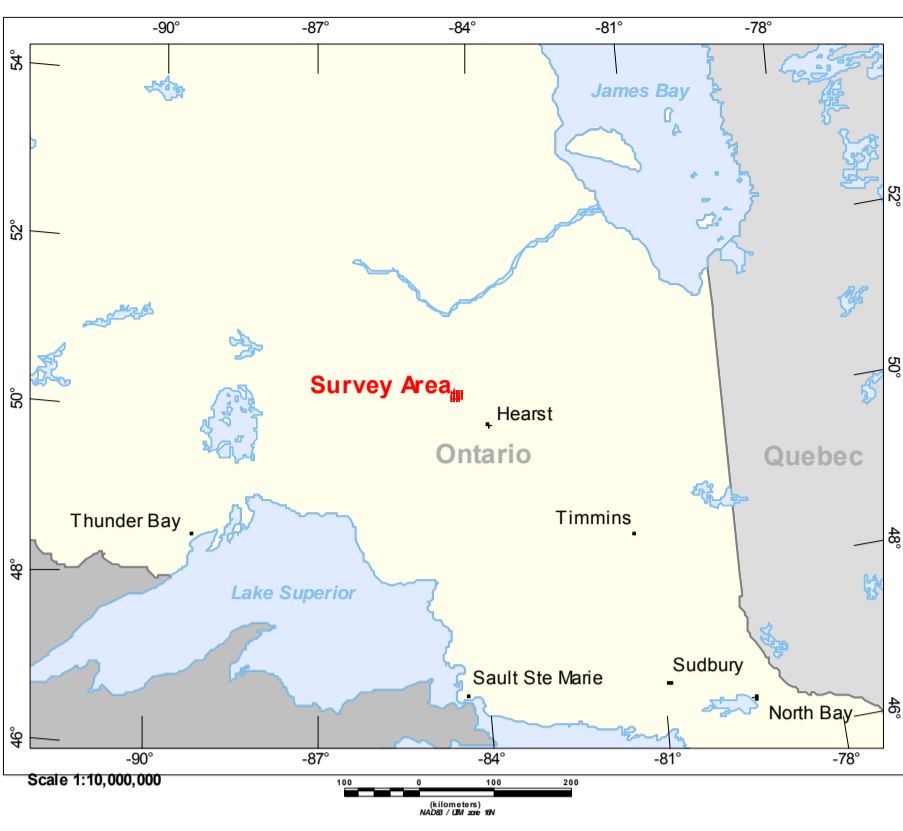 -90° -87° -84° -81° -78°
54°
James Bay
52°
52°
50°
Survey Area
50°
Hearst
Ontario
Quebec
Thunder Bay
Timmins
48°
48°
Lake Superior
Sudbury
Sault Ste Marie
North Bay
46°
46°
-90° -87° -84° -81° -78°
Scale 1:10,000,000
100 0 100 200
(kilometers)
NAD83 / UTM zone 16N